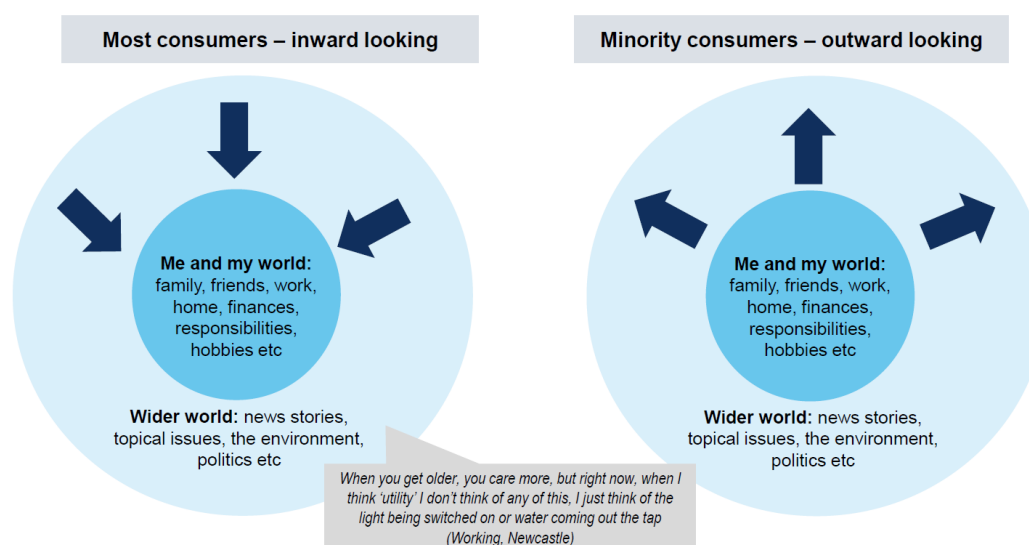 Most consumers – inward looking
Me and my world:
family, friends, work,
home, finances,
responsibilities,
hobbies etc
Wider world: news stories,
topical issues, the environment,
politics etc
Minority consumers – outward looking
Me and my world:
family, friends, work,
home, finances,
responsibilities,
hobbies etc
Wider world: news stories,
topical issues, the environment,
politics etc
When you get older, you care more, but right now, when I
think ‘utility’ I don’t think of any of this, I just think of the
light being switched on or water coming out the tap
(Working, Newcastle)